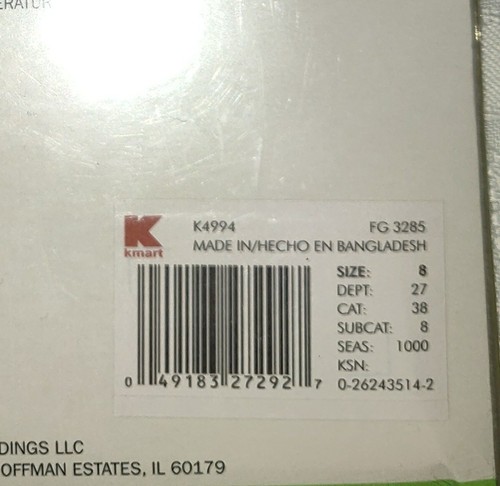 K4994 FG 3285
kmart MADE IN/HECHO EN BANGLADESH
SIZE: 8
DEPT: 27
CAT: 38
SUBCAT: 8
SEAS: 1000
KSN:
0 49183 27292 7 0-26243514-2
DINGS LLC
OFFMAN ESTATES, IL 60179